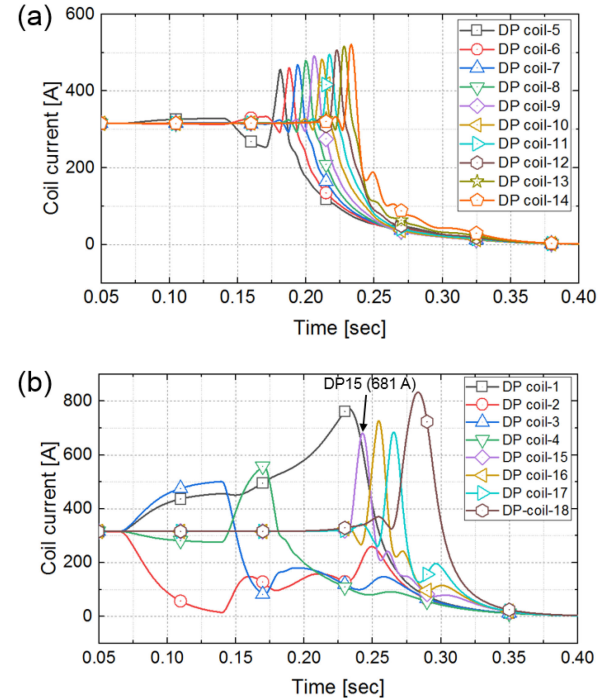 (a)
600
400
200
0
Coil current [A]
DP coil-5
DP coil-6
DP coil-7
DP coil-8
DP coil-9
DP coil-10
DP coil-11
DP coil-12
DP coil-13
DP coil-14
0.05 0.10 0.15 0.20 0.25 0.30 0.35 0.40
Time [sec]
(b)
DP15 (681 A)
800
600
400
200
0
Coil current [A]
DP coil-1
DP coil-2
DP coil-3
DP coil-4
DP coil-15
DP coil-16
DP coil-17
DP-coil-18
0.05 0.10 0.15 0.20 0.25 0.30 0.35 0.40
Time [sec]